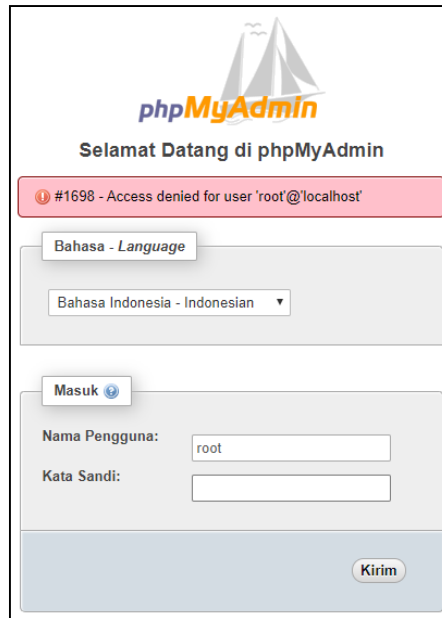 phpMyAdmin
Selamat Datang di phpMyAdmin
#1698 - Access denied for user 'root'@'localhost'
Bahasa - Language
Bahasa Indonesia - Indonesian
Masuk
Nama Pengguna:
root
Kata Sandi:
Kirim